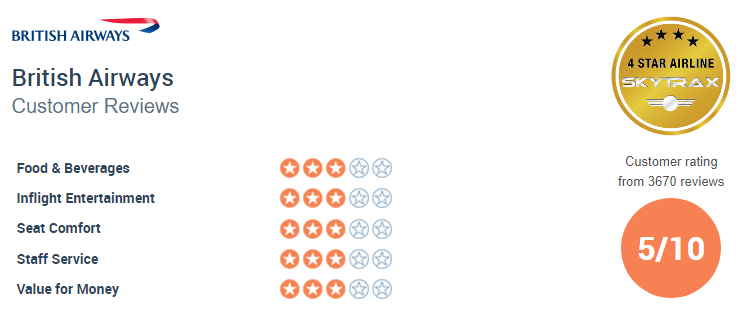 BRITISH AIRWAYS
British Airways
Customer Reviews
Food & Beverages
Inflight Entertainment
Seat Comfort
Staff Service
Value for Money
4 STAR AIRLINE
SKYTRAX
Customer rating
from 3670 reviews
5/10